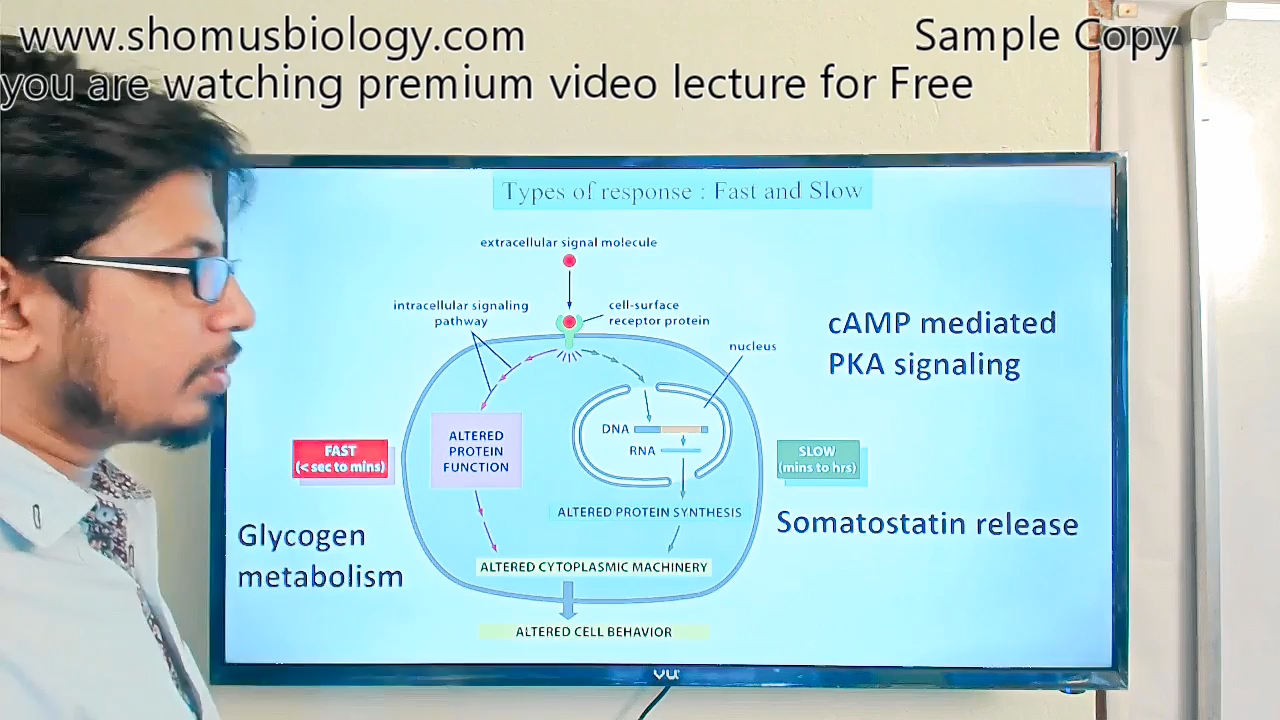 www.shomusbiology.com
Sample Copy
you are watching premium video lecture for Free
Types of response : Fast and Slow
extracellular signal molecule
intracellular signaling
pathway
cell-surface
receptor protein
nucleus
cAMP mediated
PKA signaling
ALTERED
PROTEIN
FUNCTION
DNA
RNA
FAST
(< sec to mins)
SLOW
(mins to hrs)
ALTERED PROTEIN SYNTHESIS
Glycogen
metabolism
Somatostatin release
ALTERED CYTOPLASMIC MACHINERY
ALTERED CELL BEHAVIOR
VU